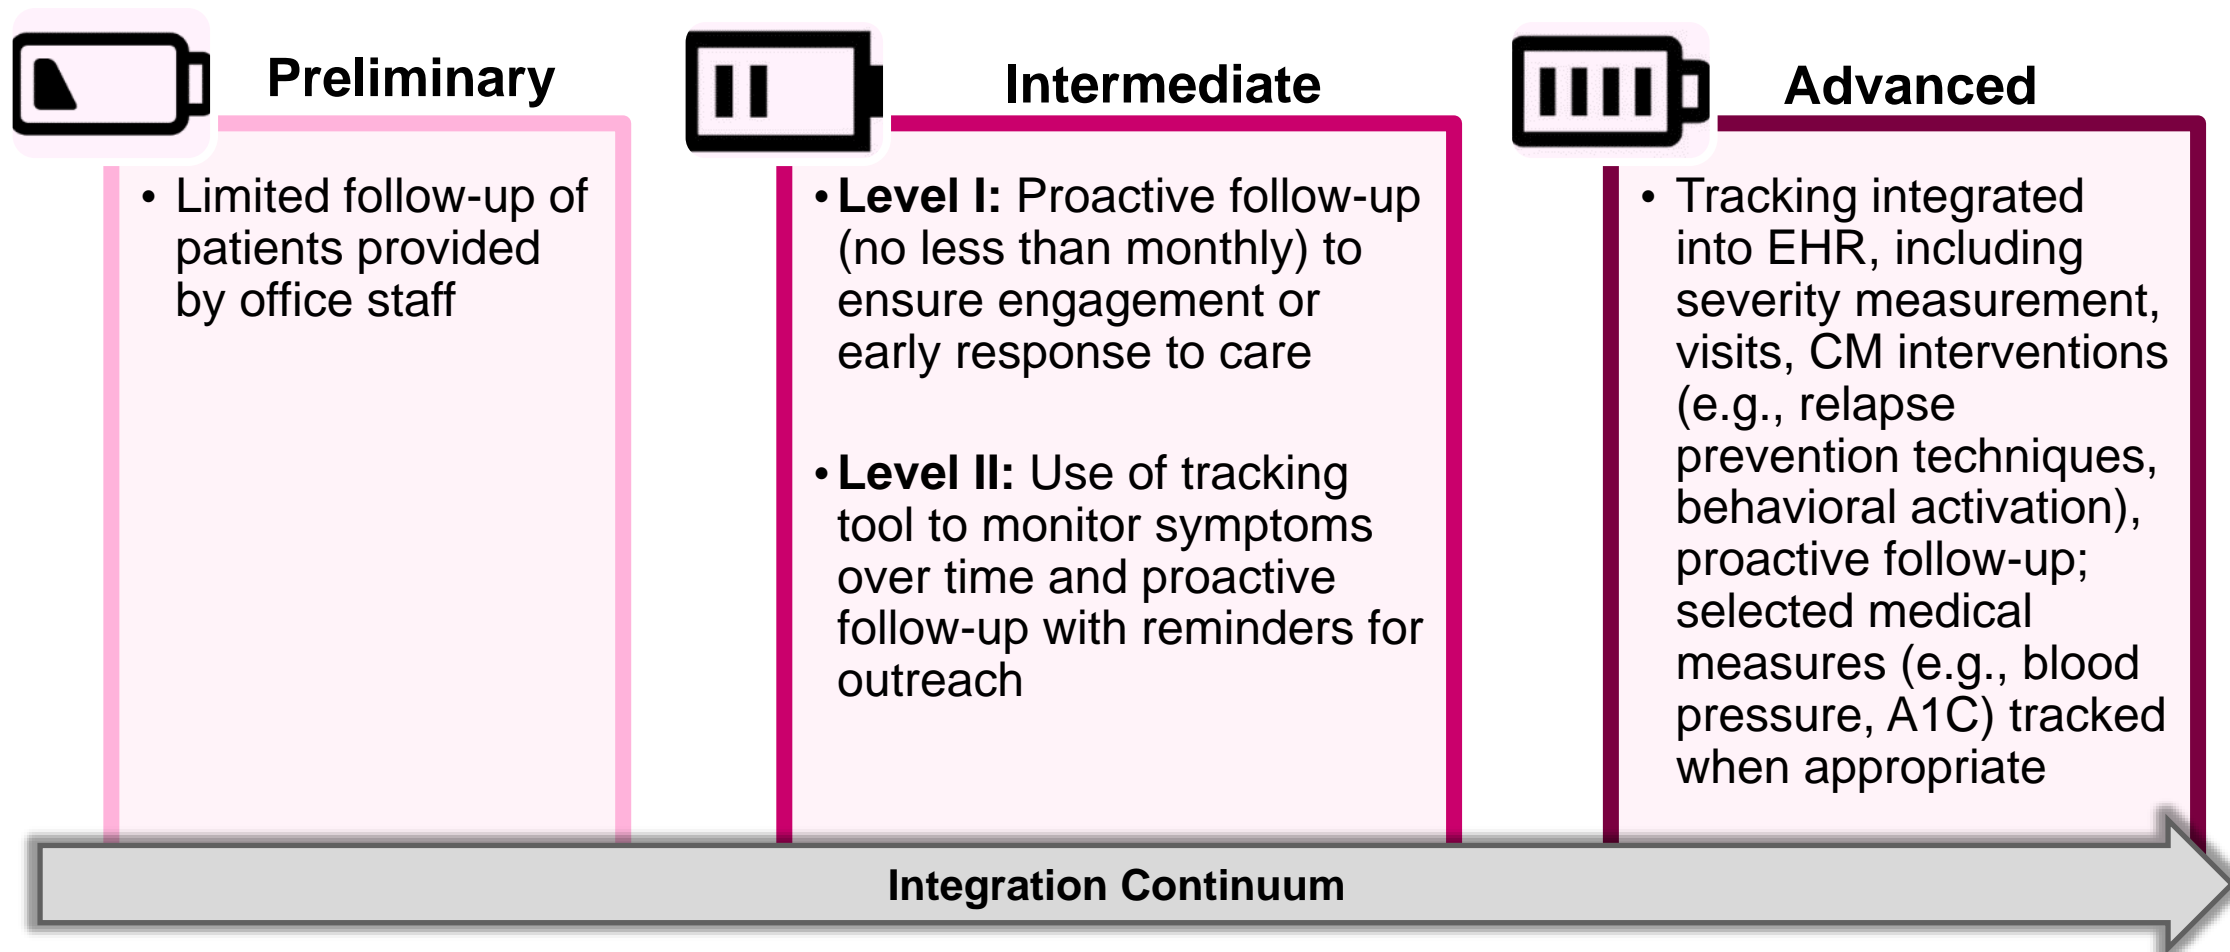 Preliminary
• Limited follow-up of
patients provided
by office staff
Intermediate
• Level I: Proactive follow-up
(no less than monthly) to
ensure engagement or
early response to care
• Level II: Use of tracking
tool to monitor symptoms
over time and proactive
follow-up with reminders for
outreach
Advanced
• Tracking integrated
into EHR, including
severity measurement,
visits, CM interventions
(e.g., relapse
prevention techniques,
behavioral activation),
proactive follow-up;
selected medical
measures (e.g., blood
pressure, A1C) tracked
when appropriate
Integration Continuum